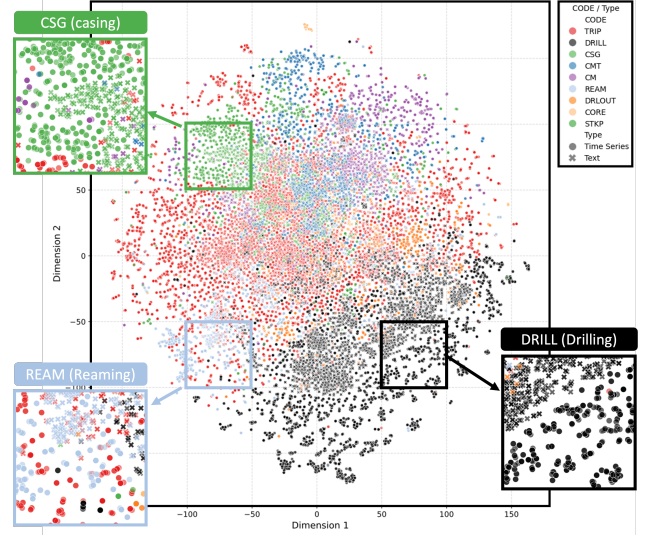 CSG (casing)
CODE / Type
CODE
TRIP
DRILL
CSG
CMT
CM
REAM
DRLOUT
CORE
STKP
Type
Time Series
Text
Dimension 2
50
0
−50
−100
REAM (Reaming)
DRILL (Drilling)
−100
−50
0
50
100
150
Dimension 1